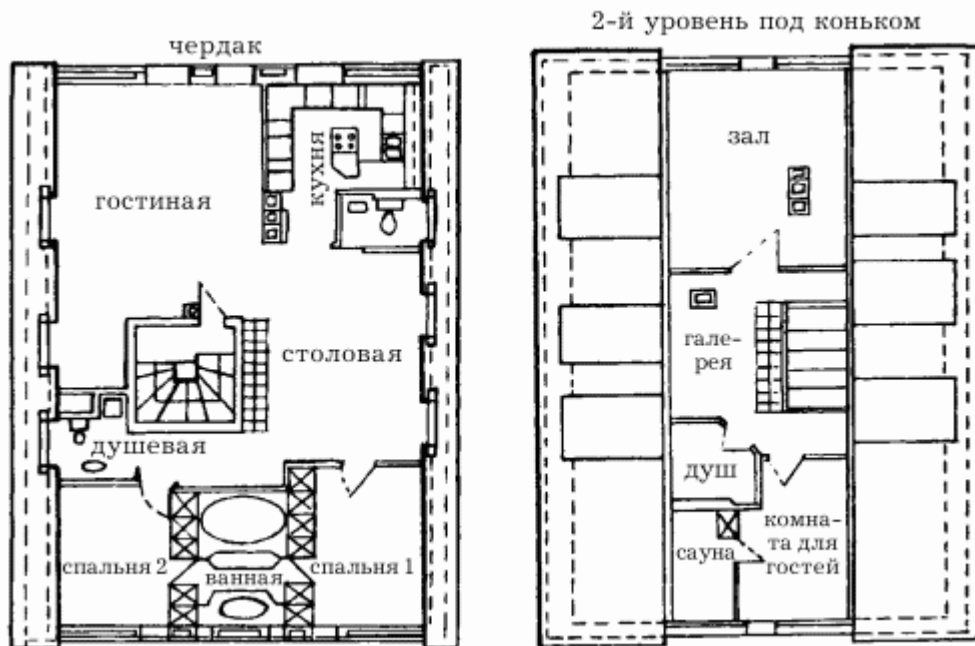 чердак
гостиная
кухня
столовая
душевая
спальня 2
ванная
спальня 1
2-й уровень под коньком
зал
гале-
рея
душ
сауна
комна-
та для
гостей